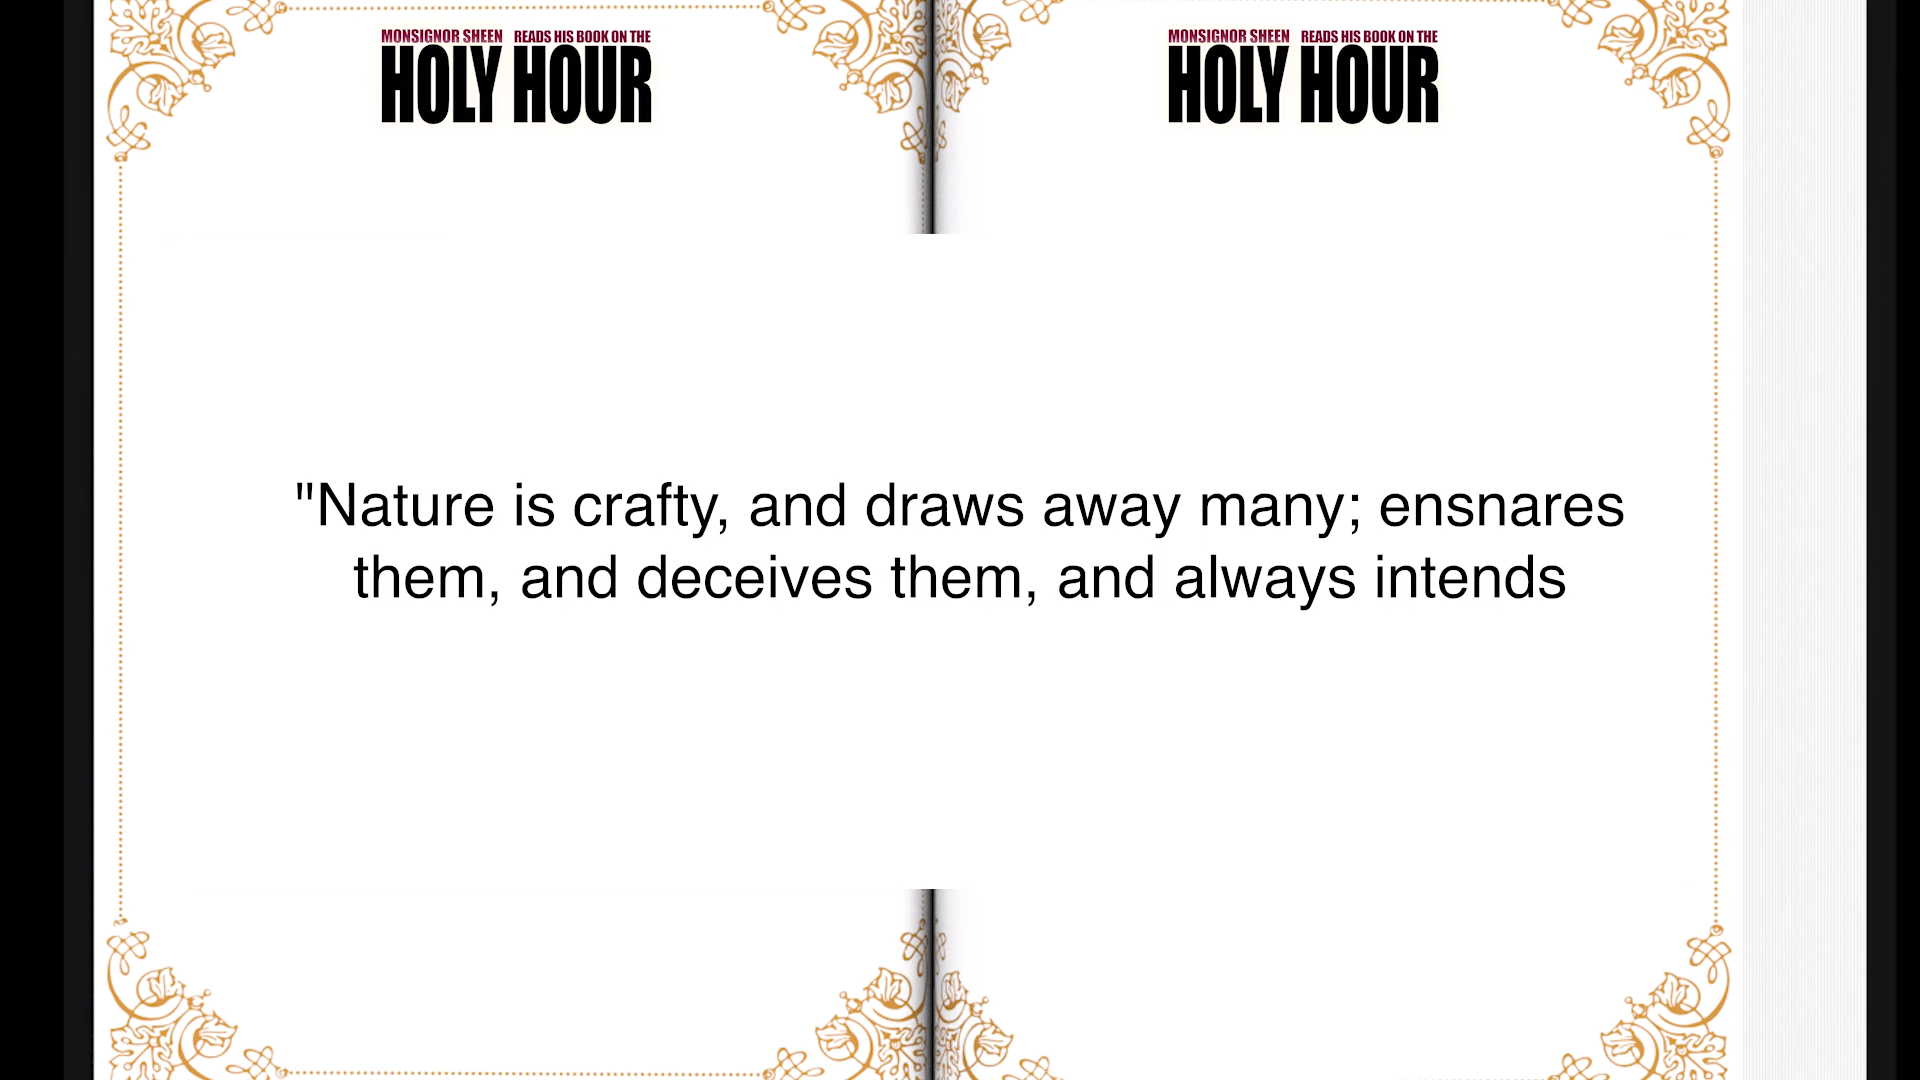 MONSIGNOR SHEEN READS HIS BOOK ON THE
HOLY HOUR
MONSIGNOR SHEEN READS HIS BOOK ON THE
HOLY HOUR
"Nature is crafty, and draws away many; ensnares
them, and deceives them, and always intends